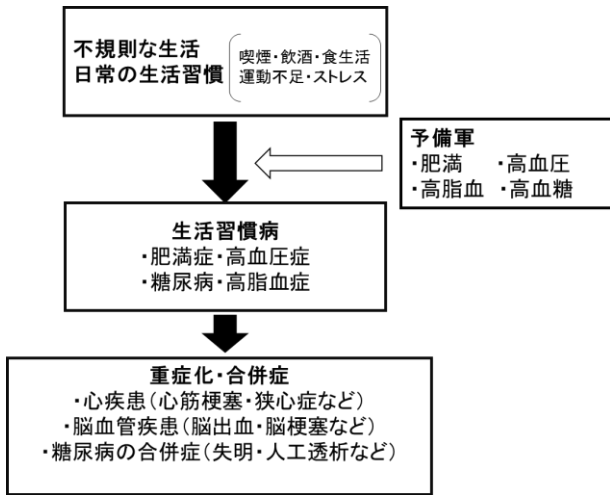 不規則な生活
日常の生活習慣
喫煙・飲酒・食生活
運動不足・ストレス
予備軍
・肥満　・高血圧
・高脂血　・高血糖
生活習慣病
・肥満症・高血圧症
・糖尿病・高脂血症
重症化・合併症
・心疾患(心筋梗塞・狭心症など)
・脳血管疾患(脳出血・脳梗塞など)
・糖尿病の合併症(失明・人工透析など)